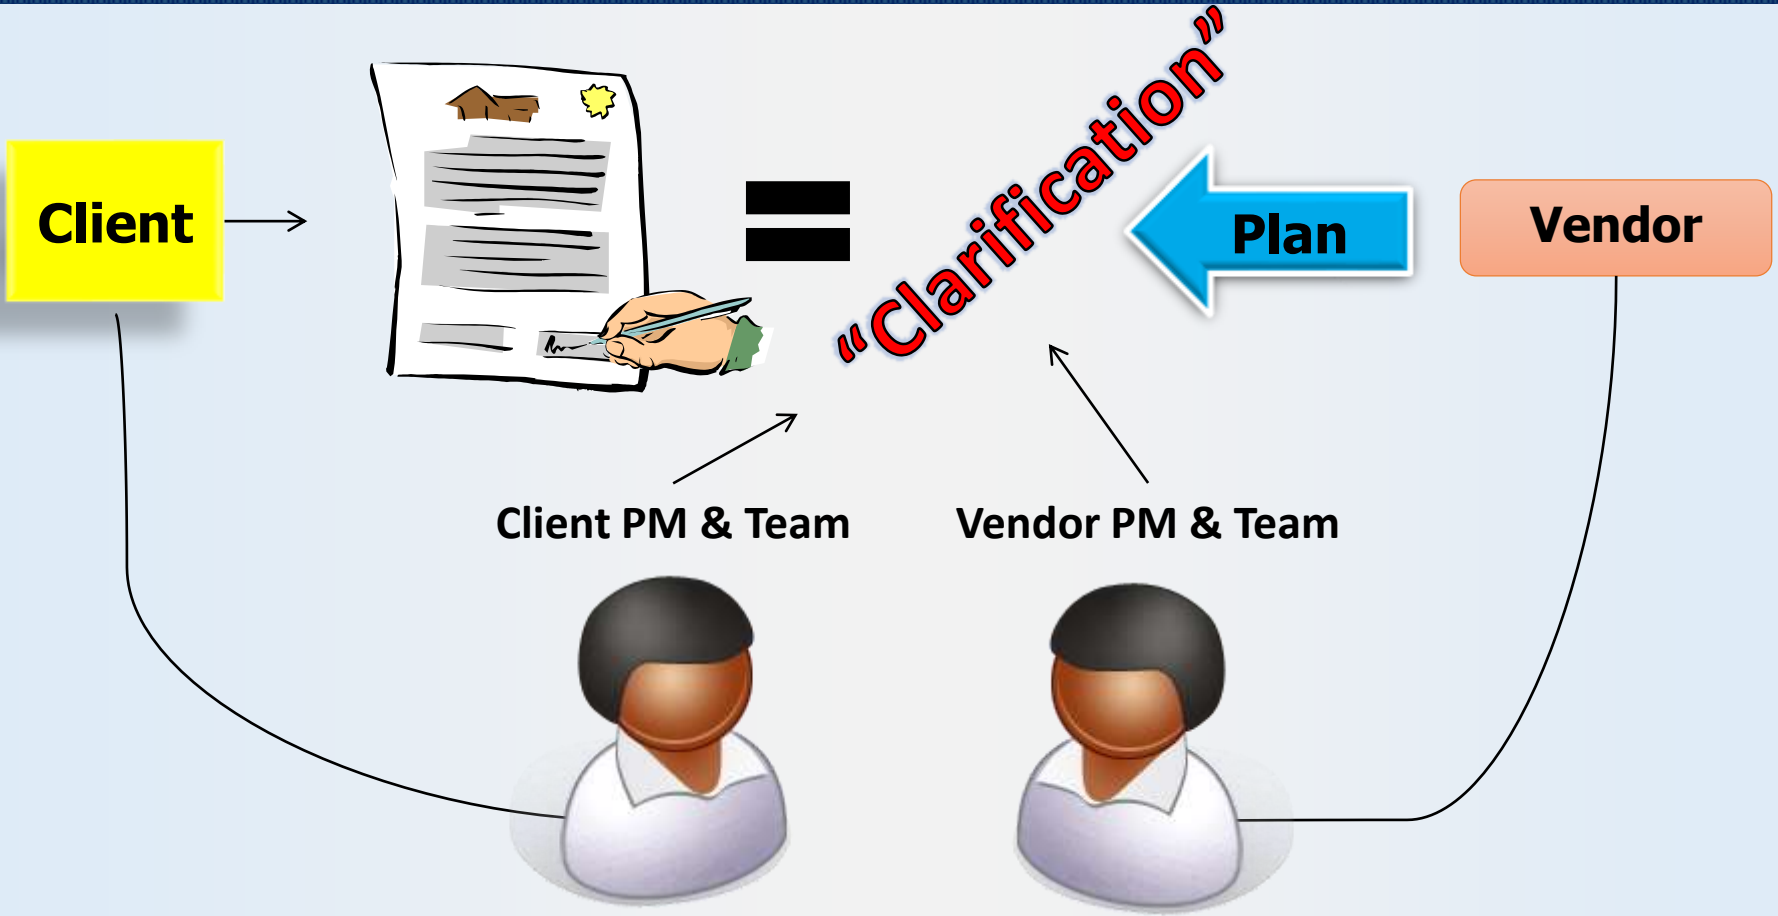 Client
“Clarification”
Plan
Vendor
Client PM & Team
Vendor PM & Team